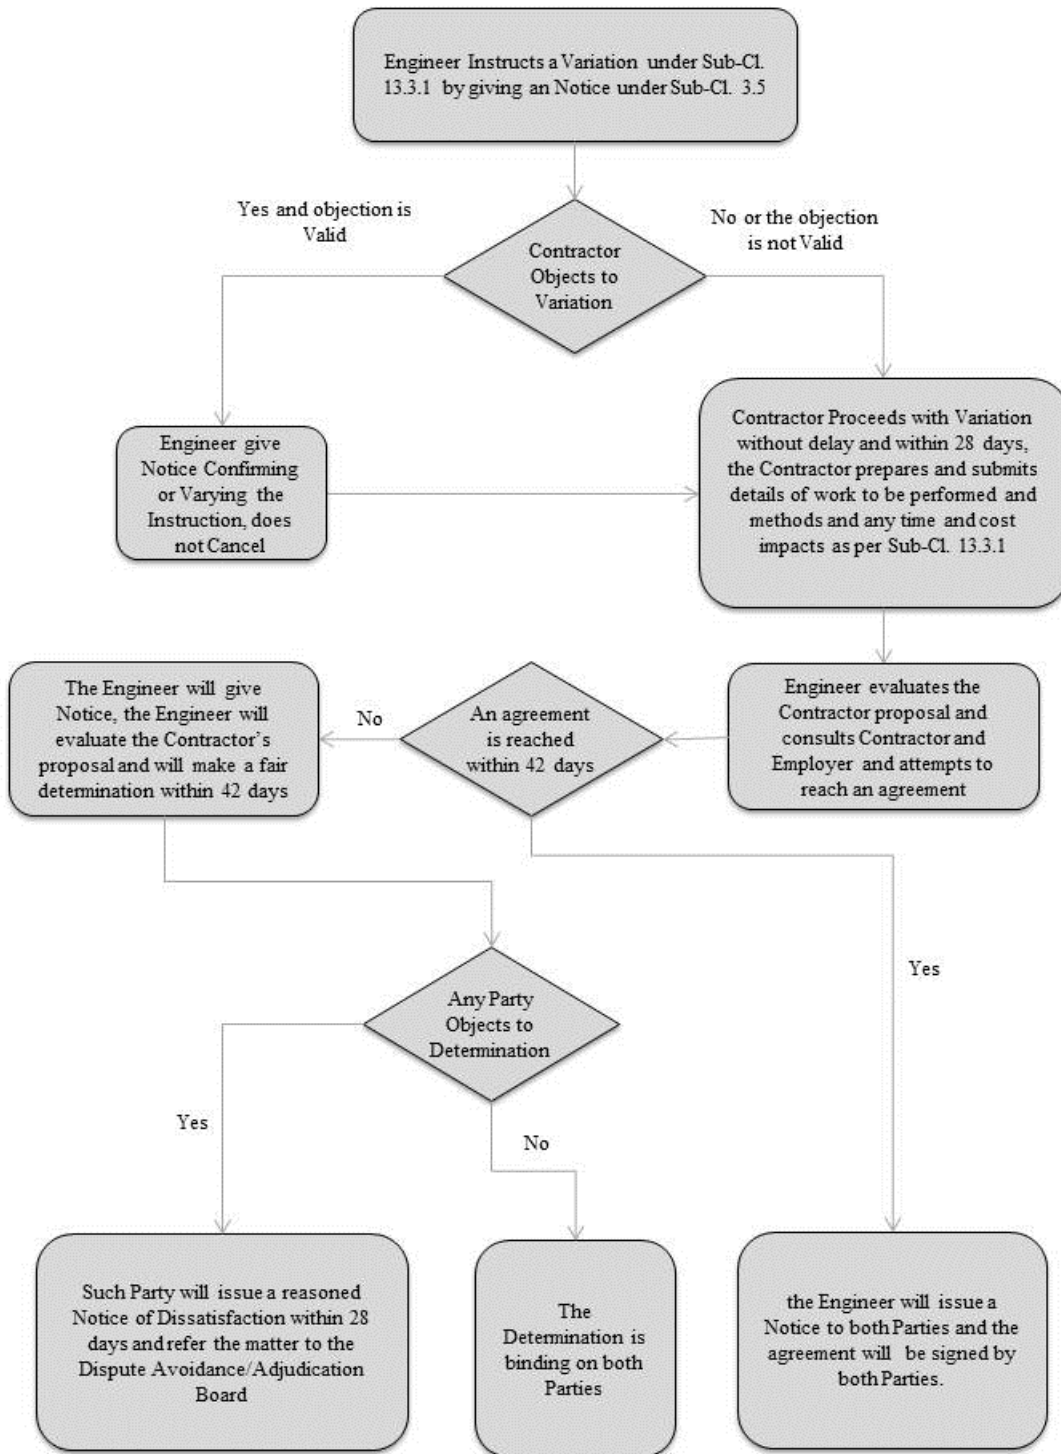 Engineer Instructs a Variation under Sub-Cl.
13.3.1 by giving an Notice under Sub-Cl. 3.5
Yes and objection is
Valid
No or the objection
is not Valid
Contractor
Objects to
Variation
Engineer give
Notice Confirming
or Varying the
Instruction, does
not Cancel
Contractor Proceeds with Variation
without delay and within 28 days,
the Contractor prepares and submits
details of work to be performed and
methods and any time and cost
impacts as per Sub-Cl. 13.3.1
Engineer evaluates the
Contractor proposal and
consults Contractor and
Employer and attempts to
reach an agreement
An agreement
is reached
within 42 days
No
The Engineer will give
Notice, the Engineer will
evaluate the Contractor's
proposal and will make a fair
determination within 42 days
Yes
Any Party
Objects to
Determination
Yes
No
Such Party will issue a reasoned
Notice of Dissatisfaction within 28
days and refer the matter to the
Dispute Avoidance/Adjudication
Board
The
Determination is
binding on both
Parties
the Engineer will issue a
Notice to both Parties and the
agreement will be signed by
both Parties.